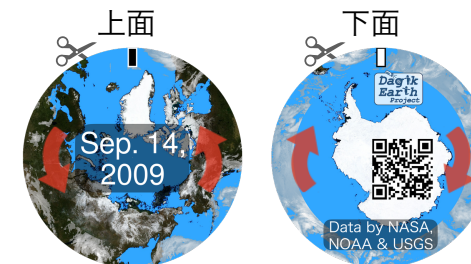 上面
下面
Sep. 14,
2009
Dagik
Earth
Project
Data by NASA,
NOAA & USGS